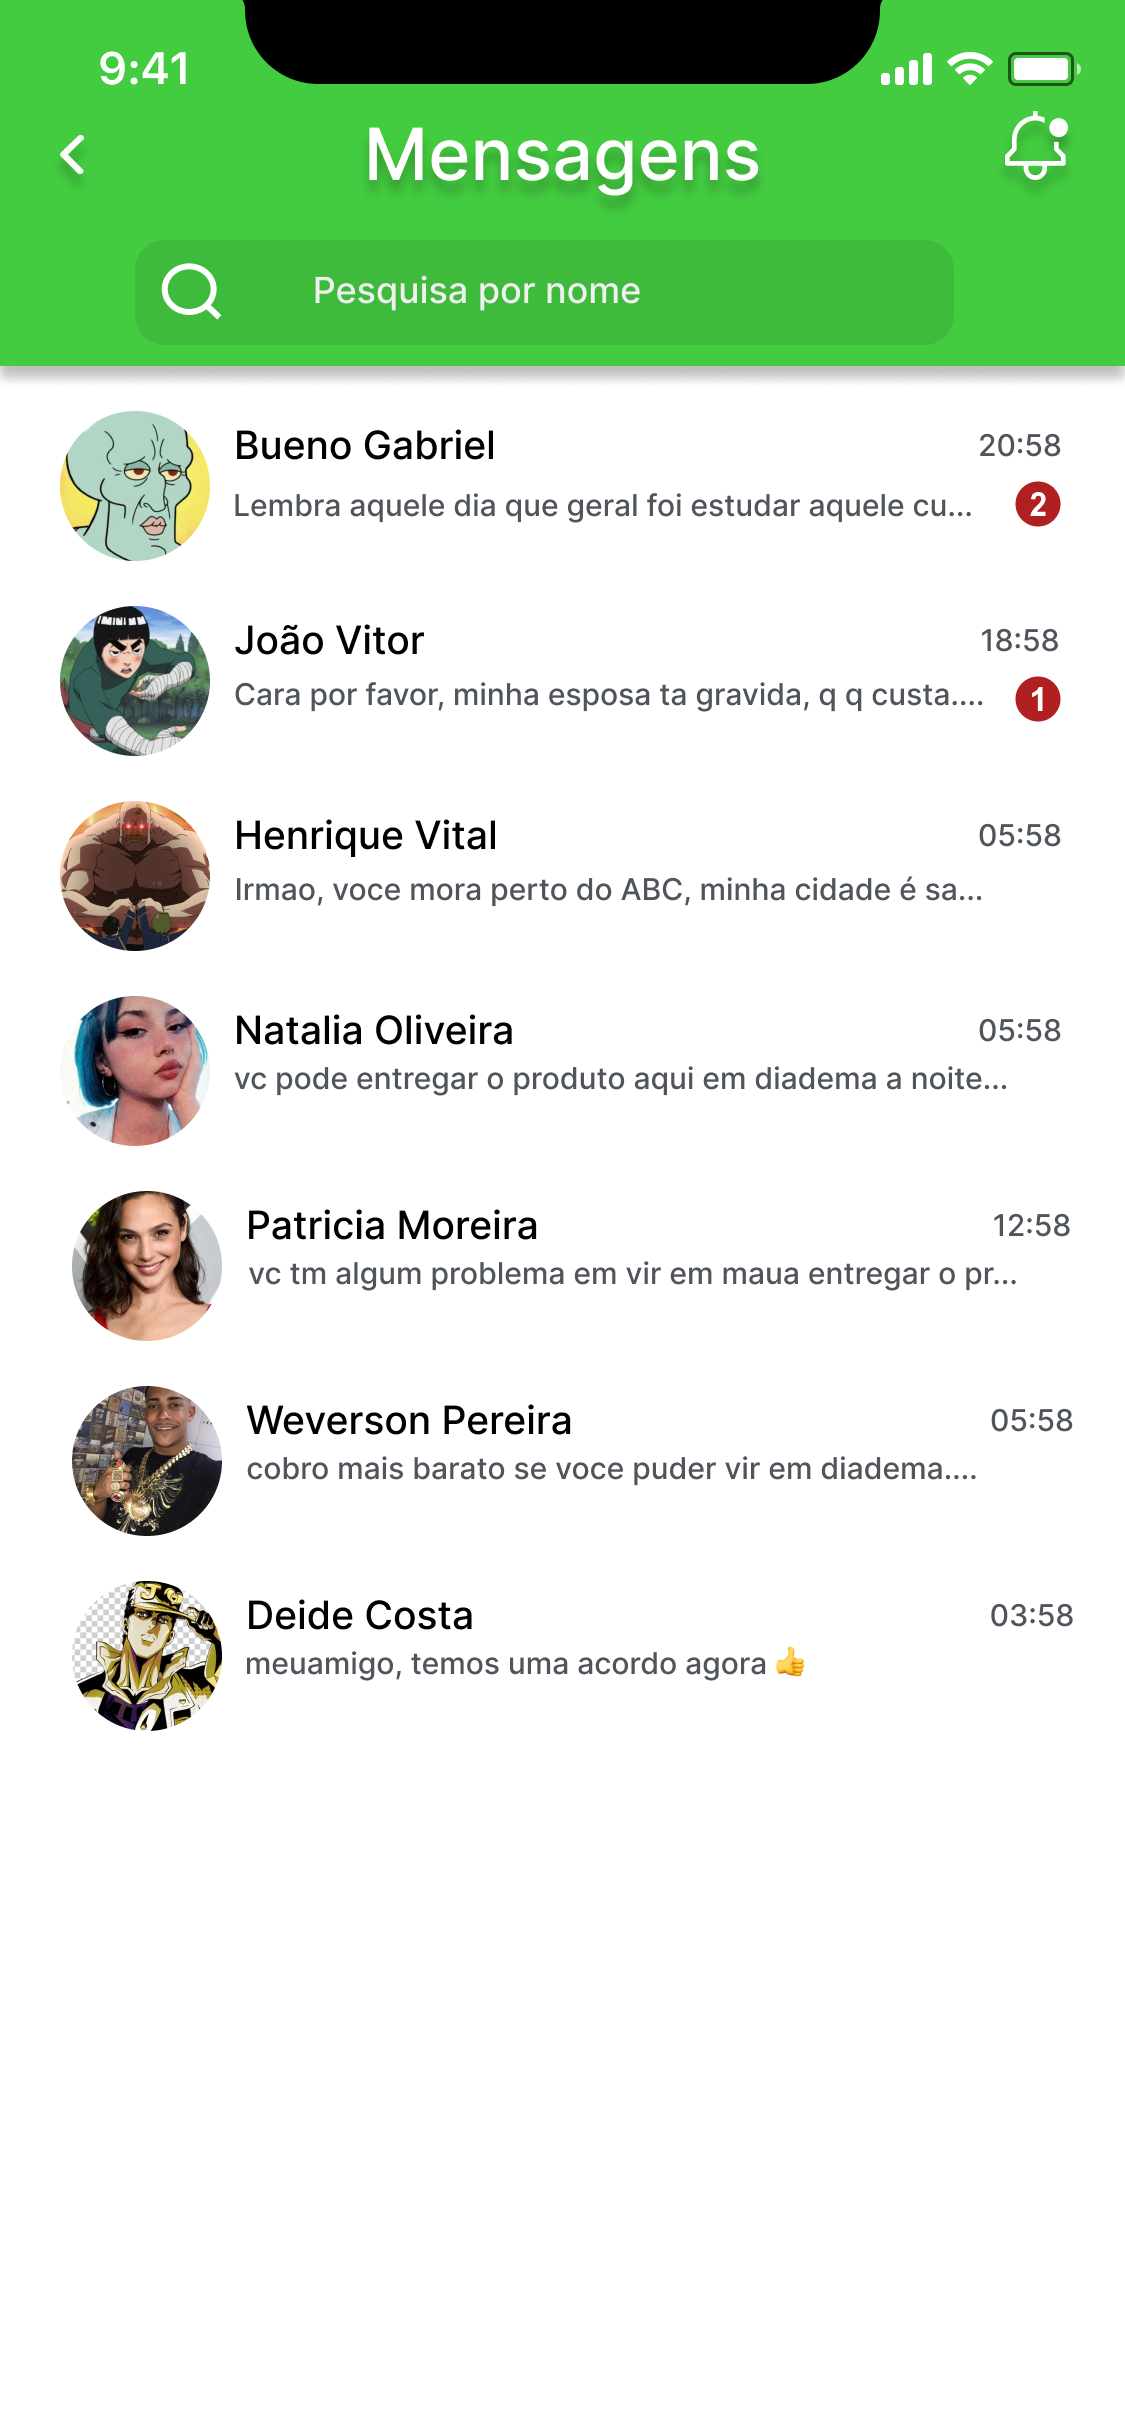 9:41
Mensagens
Pesquisa por nome
Bueno Gabriel 20:58
Lembra aquele dia que geral foi estudar aquele cu... 2
João Vitor 18:58
Cara por favor, minha esposa ta gravida, q q custa.... 1
Henrique Vital 05:58
Irmao, voce mora perto do ABC, minha cidade é sa...
Natalia Oliveira 05:58
vc pode entregar o produto aqui em diadema a noite...
Patricia Moreira 12:58
vc tm algum problema em vir em maua entregar o pr...
Weverson Pereira 05:58
cobro mais barato se voce puder vir em diadema....
Deide Costa 03:58
meuamigo, temos uma acordo agora 👍